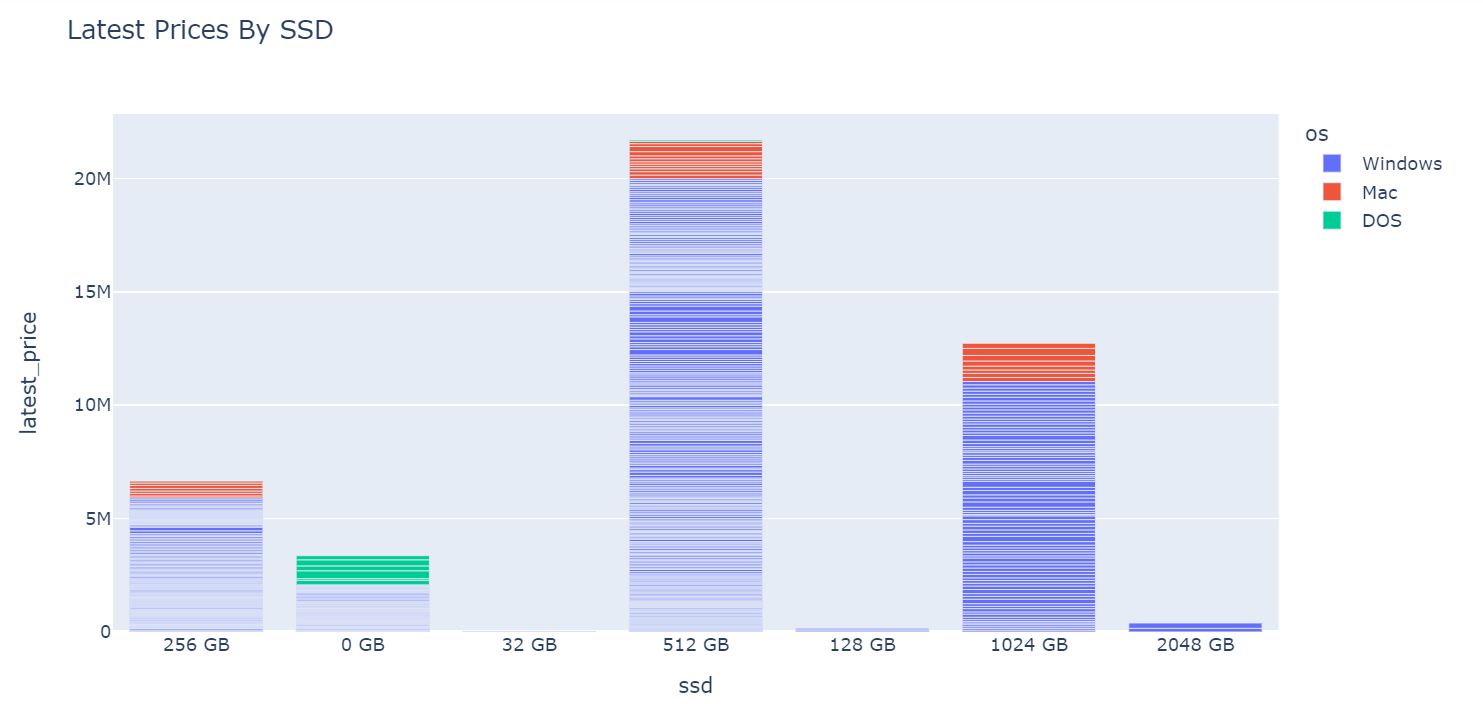 Latest Prices By SSD
os
Windows
Mac
DOS
latest_price
20M
15M
10M
5M
0
256 GB
0 GB
32 GB
512 GB
128 GB
1024 GB
2048 GB
ssd